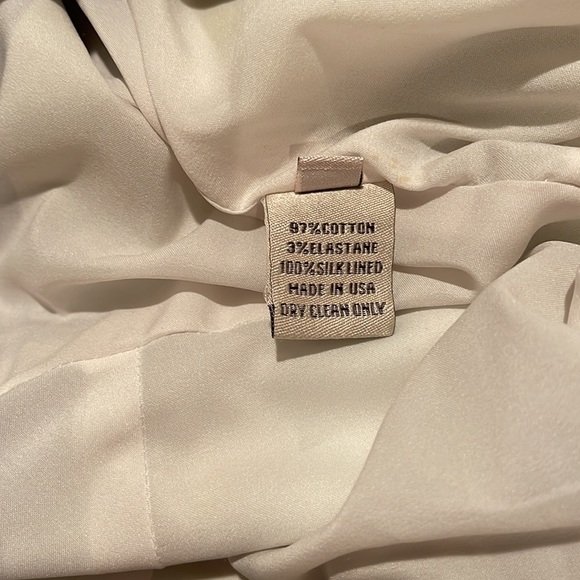 97%COTTON
3%ELASTANE
100%SILK LINED
MADE IN USA
DRY CLEAN ONLY